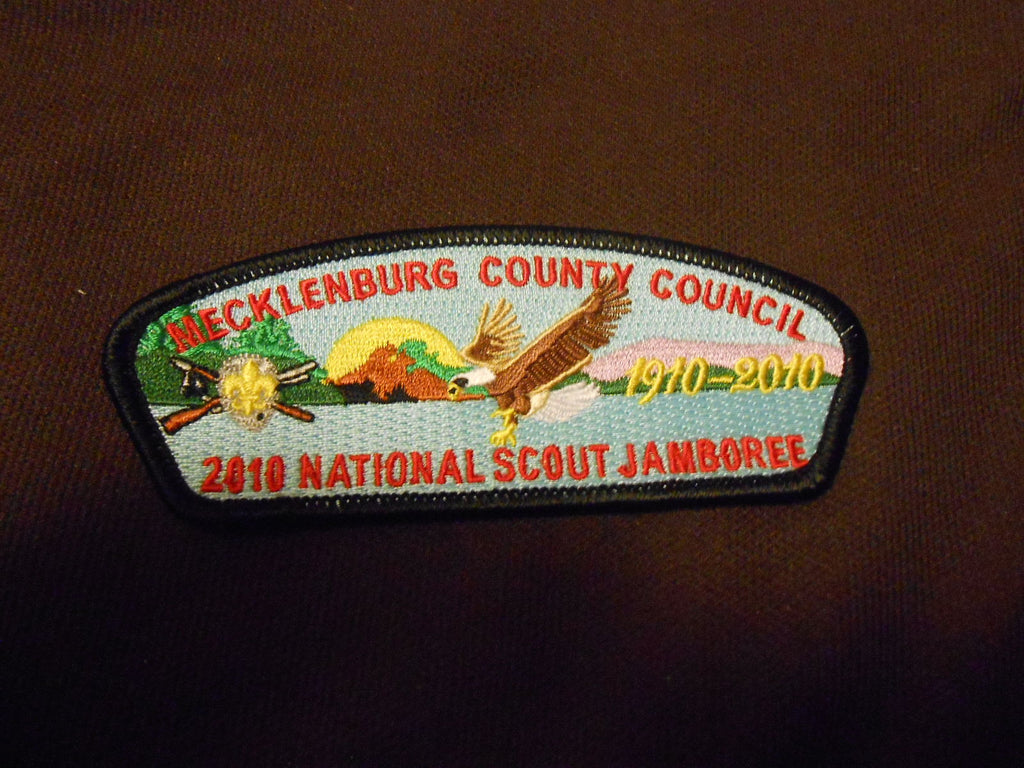 MECKLENBURG COUNTY COUNCIL
1910-2010
2010 NATIONAL SCOUT JAMBOREE